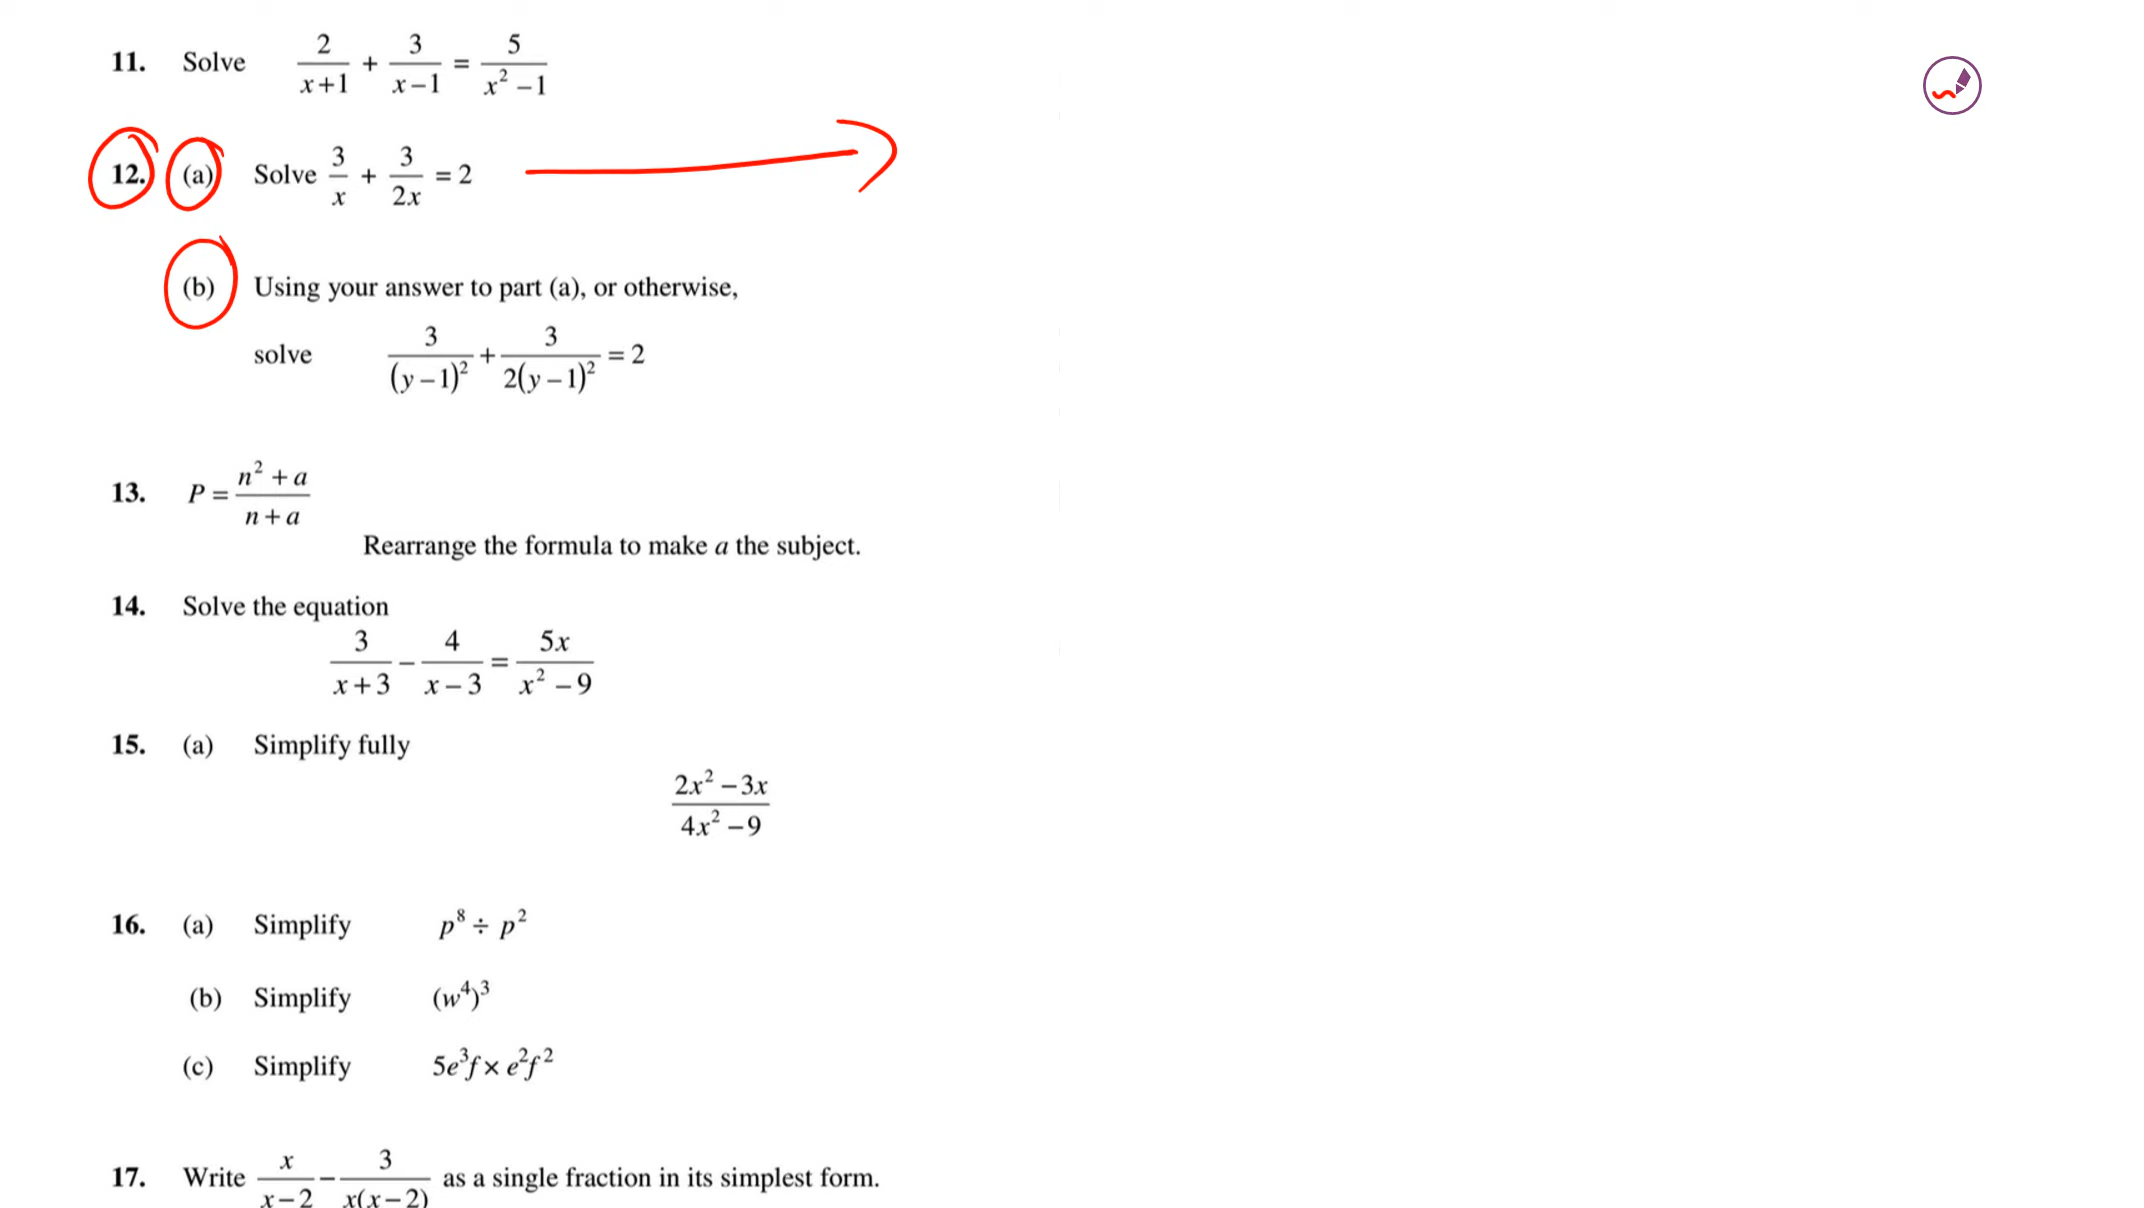 11. Solve 2/(x+1) + 3/(x−1) = 5/(x² −1)
12. (a) Solve 3/x + 3/2x = 2
(b) Using your answer to part (a), or otherwise,
solve 3/(y−1)² + 3/2(y−1)² = 2
13. P = (n² + a)/(n + a)
Rearrange the formula to make a the subject.
14. Solve the equation
3/(x+3) − 4/(x−3) = 5x/(x² −9)
15. (a) Simplify fully
(2x² −3x)/(4x² −9)
16. (a) Simplify p⁸ ÷ p²
(b) Simplify (w⁴)³
(c) Simplify 5e³f × e²f²
17. Write x/(x−2) − 3/x(x−2) as a single fraction in its simplest form.